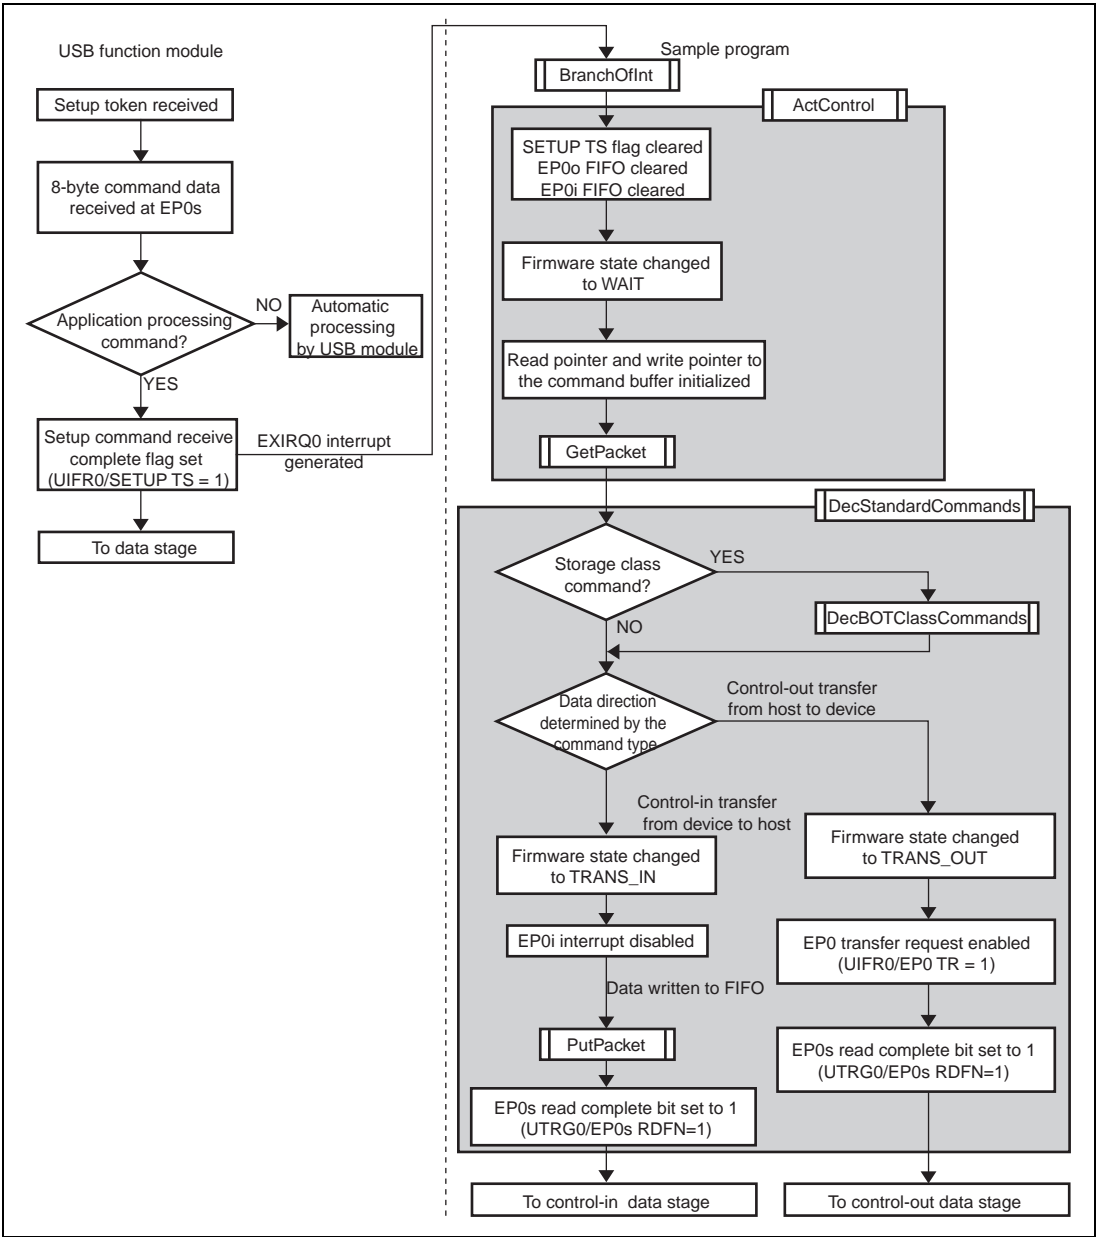 USB function module
Setup token received
8-byte command data
received at EP0s
Application processing
command?
NO
Automatic
processing
by USB module
YES
Setup command receive
complete flag set
(UIFR0/SETUP TS = 1)
EXIRQ0 interrupt
generated
To data stage
Sample program
BranchOfInt
ActControl
SETUP TS flag cleared
EP0o FIFO cleared
EP0i FIFO cleared
Firmware state changed
to WAIT
Read pointer and write pointer to
the command buffer initialized
GetPacket
DecStandardCommands
Storage class
command?
YES
DecBOTClassCommands
NO
Data direction
determined by the
command type
Control-out transfer
from host to device
Control-in transfer
from device to host
Firmware state changed
to TRANS_IN
EP0i interrupt disabled
Data written to FIFO
PutPacket
EP0s read complete bit set to 1
(UTRG0/EP0s RDFN=1)
To control-in data stage
Firmware state changed
to TRANS_OUT
EP0 transfer request enabled
(UIFR0/EP0 TR = 1)
EP0s read complete bit set to 1
(UTRG0/EP0s RDFN=1)
To control-out data stage